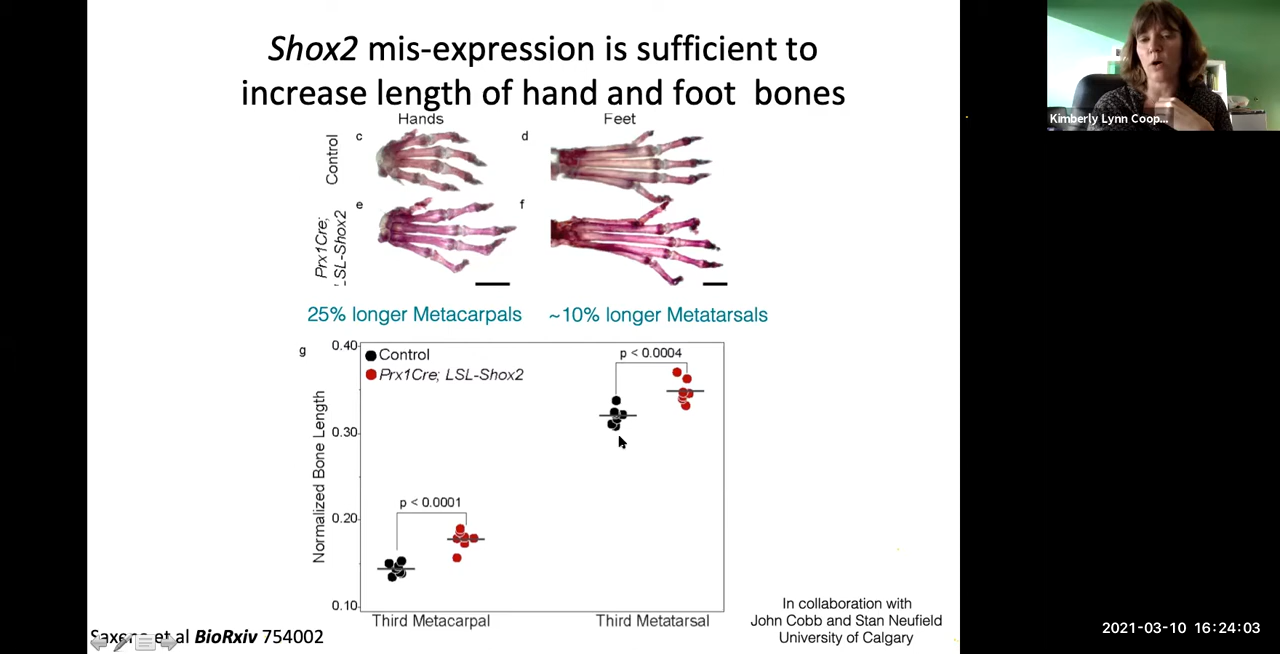 Shox2 mis-expression is sufficient to
increase length of hand and foot bones
Hands
Feet
Control
c
d
Prx1Cre;
LSL-Shox2
e
f
25% longer Metacarpals
~10% longer Metatarsals
g
Normalized Bone Length
0.40
0.30
0.20
0.10
Control
Prx1Cre; LSL-Shox2
p < 0.0001
p < 0.0004
Third Metacarpal
Third Metatarsal
In collaboration with
John Cobb and Stan Neufield
University of Calgary
Saxena et al BioRxiv 754002
Kimberly Lynn Coop...
2021-03-10 16:24:03